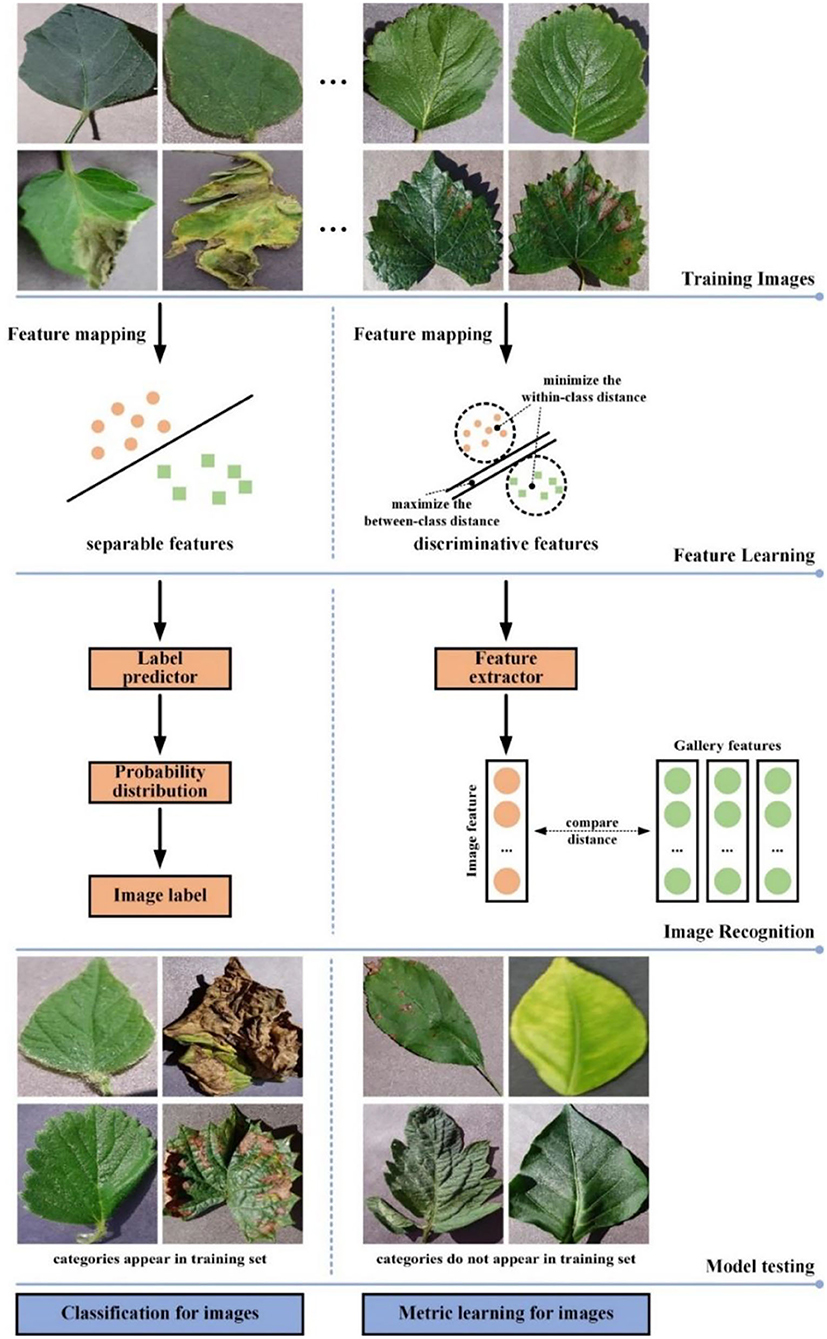 ...
...
Training Images
Feature mapping
Feature mapping
minimize the
within-class distance
maximize the
between-class distance
separable features
discriminative features
Feature Learning
Label
predictor
Feature
extractor
Probability
distribution
Gallery features
Image feature
compare
distance
...
...
...
...
Image label
Image Recognition
categories appear in training set
categories do not appear in training set
Model testing
Classification for images
Metric learning for images